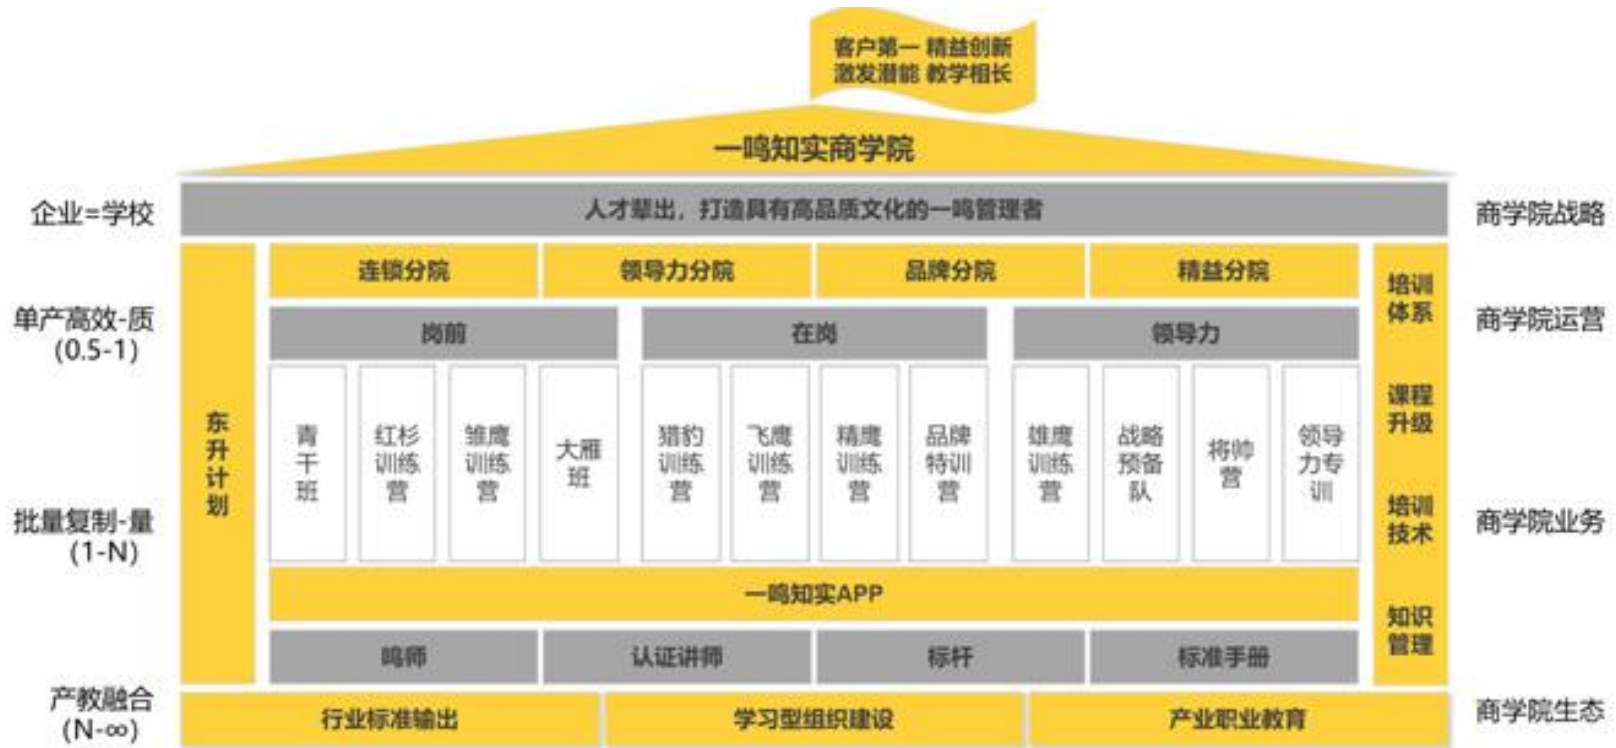 客户第一 精益创新
激发潜能 教学相长
一鸣知实商学院
企业=学校
人才辈出，打造具有高品质文化的一鸣管理者
商学院战略
连锁分院
领导力分院
品牌分院
精益分院
单产高效-质
(0.5-1)
岗前
在岗
领导力
商学院运营
东
升
计
划
青
干
班
红杉
训练
营
雏鹰
训练
营
大雁
班
猎豹
训练
营
飞鹰
训练
营
精鹰
训练
营
品牌
特训
营
雄鹰
训练
营
战略
预备
队
将帅
营
领导
力专
训
培训
体系
课程
升级
培训
技术
知识
管理
批量复制-量
(1-N)
商学院业务
一鸣知实APP
鸣师
认证讲师
标杆
标准手册
产教融合
(N-∞)
行业标准输出
学习型组织建设
产业职业教育
商学院生态